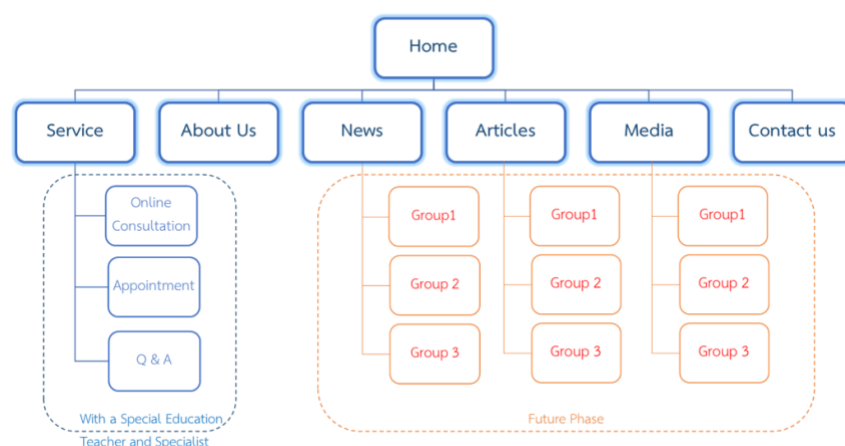 Home
Service
About Us
News
Articles
Media
Contact us
Online
Consultation
Appointment
Q & A
With a Special Education
Teacher and Specialist
Group1
Group 2
Group 3
Group1
Group 2
Group 3
Group1
Group 2
Group 3
Future Phase